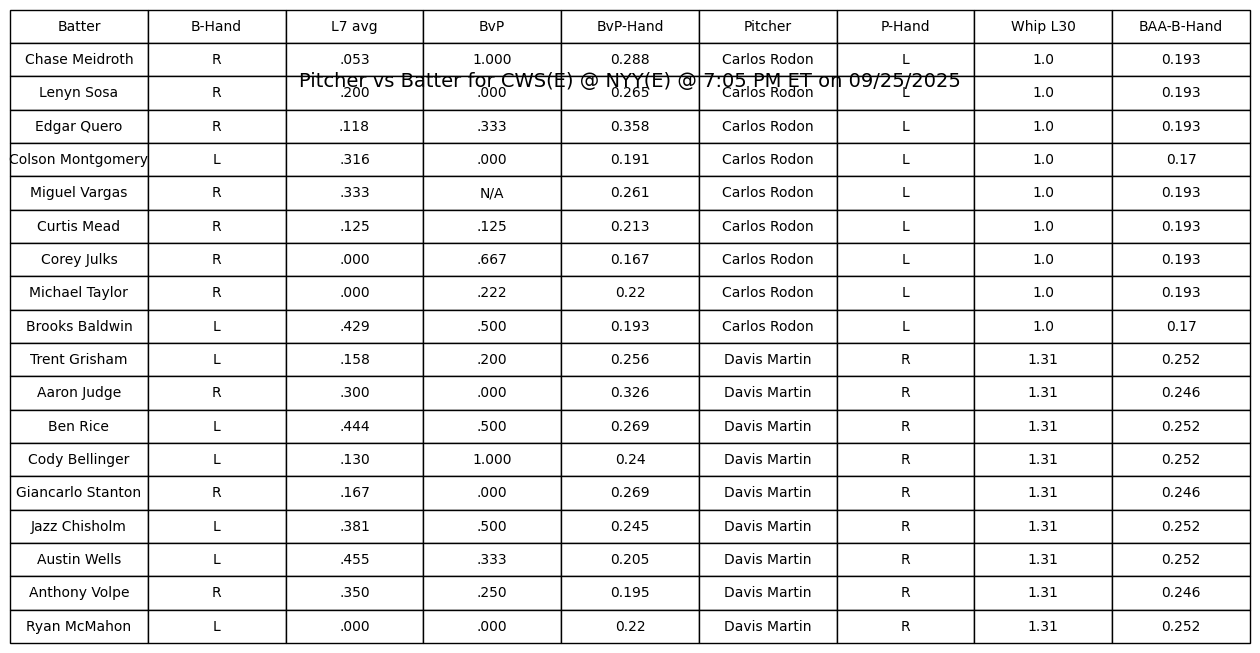 Batter B-Hand L7 avg BvP BvP-Hand Pitcher P-Hand Whip L30 BAA-B-Hand
Chase Meidroth R .053 1.000 0.288 Carlos Rodon L 1.0 0.193
Pitcher vs Batter for CWS(E) @ NYY(E) @ 7:05 PM ET on 09/25/2025
Lenyn Sosa R .200 .000 0.265 Carlos Rodon L 1.0 0.193
Edgar Quero R .118 .333 0.358 Carlos Rodon L 1.0 0.193
Colson Montgomery L .316 .000 0.191 Carlos Rodon L 1.0 0.17
Miguel Vargas R .333 N/A 0.261 Carlos Rodon L 1.0 0.193
Curtis Mead R .125 .125 0.213 Carlos Rodon L 1.0 0.193
Corey Julks R .000 .667 0.167 Carlos Rodon L 1.0 0.193
Michael Taylor R .000 .222 0.22 Carlos Rodon L 1.0 0.193
Brooks Baldwin L .429 .500 0.193 Carlos Rodon L 1.0 0.17
Trent Grisham L .158 .200 0.256 Davis Martin R 1.31 0.252
Aaron Judge R .300 .000 0.326 Davis Martin R 1.31 0.246
Ben Rice L .444 .500 0.269 Davis Martin R 1.31 0.252
Cody Bellinger L .130 1.000 0.24 Davis Martin R 1.31 0.252
Giancarlo Stanton R .167 .000 0.269 Davis Martin R 1.31 0.246
Jazz Chisholm L .381 .500 0.245 Davis Martin R 1.31 0.252
Austin Wells L .455 .333 0.205 Davis Martin R 1.31 0.252
Anthony Volpe R .350 .250 0.195 Davis Martin R 1.31 0.246
Ryan McMahon L .000 .000 0.22 Davis Martin R 1.31 0.252